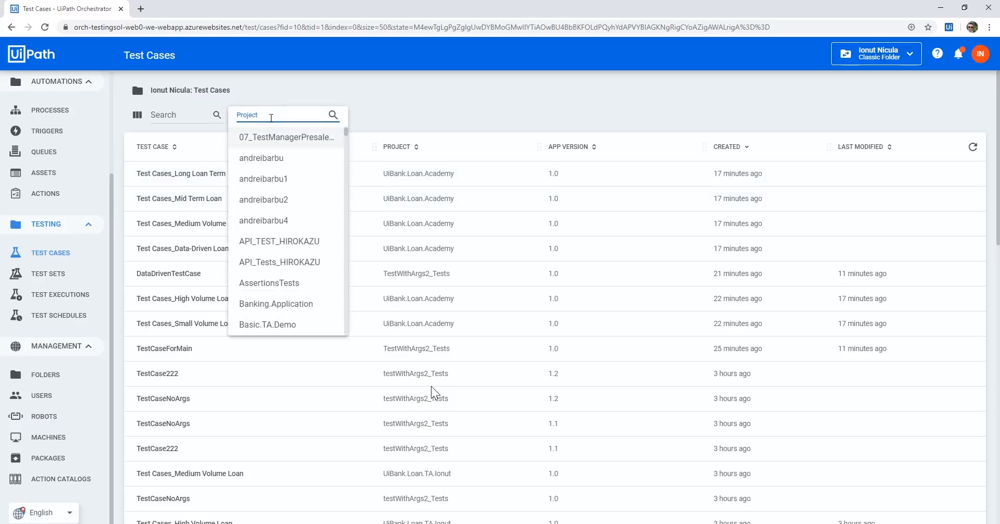 Test Cases - UiPath Orchestrator
orch-testingsol-web0-we-webapp.azurewebsites.net/test/cases?fid=10&tid=1&index=0&size=50&state=M4ewTgLgPgZgIgUwDYBMoGMwIIYTiAOwBU4BbBKFOLdPQyhYdAPVYBIAGKNgRigCYoAZigAWALrigA%3D%3D
Ui Path
Test Cases
Ionut Nicula
Classic Folder
IN
AUTOMATIONS
PROCESSES
TRIGGERS
QUEUES
ASSETS
ACTIONS
TESTING
TEST CASES
TEST SETS
TEST EXECUTIONS
TEST SCHEDULES
MANAGEMENT
FOLDERS
USERS
ROBOTS
MACHINES
PACKAGES
ACTION CATALOGS
English
Ionut Nicula: Test Cases
Search
Project
07_TestManagerPresale...
andreibarbu
andreibarbu1
andreibarbu2
andreibarbu4
API_TEST_HIROKAZU
API_Tests_HIROKAZU
AssertionsTests
Banking.Application
Basic.TA.Demo
TEST CASE PROJECT APP VERSION CREATED LAST MODIFIED
Test Cases_Long Loan Term UiBank.Loan.Academy 1.0 17 minutes ago
Test Cases_Mid Term Loan UiBank.Loan.Academy 1.0 17 minutes ago
Test Cases_Medium Volume UiBank.Loan.Academy 1.0 17 minutes ago
Test Cases_Data-Driven Loan UiBank.Loan.Academy 1.0 17 minutes ago
DataDrivenTestCase TestWithArgs2_Tests 1.0 21 minutes ago 11 minutes ago
Test Cases_High Volume Loa UiBank.Loan.Academy 1.0 22 minutes ago 17 minutes ago
Test Cases_Small Volume Lo UiBank.Loan.Academy 1.0 22 minutes ago 17 minutes ago
TestCaseForMain TestWithArgs2_Tests 1.0 25 minutes ago 11 minutes ago
TestCase222 testWithArgs2_Tests 1.2 3 hours ago
TestCaseNoArgs testWithArgs2_Tests 1.2 3 hours ago
TestCaseNoArgs testWithArgs2_Tests 1.1 3 hours ago
TestCase222 testWithArgs2_Tests 1.1 3 hours ago
Test Cases_Medium Volume Loan UiBank.Loan.TA.Ionut 1.0 3 hours ago
TestCaseNoArgs testWithArgs2_Tests 1.0 3 hours ago
Test Cases_High Volume Loan UiBank.Loan.TA.Ionut 1.0 3 hours ago 3 hours ago